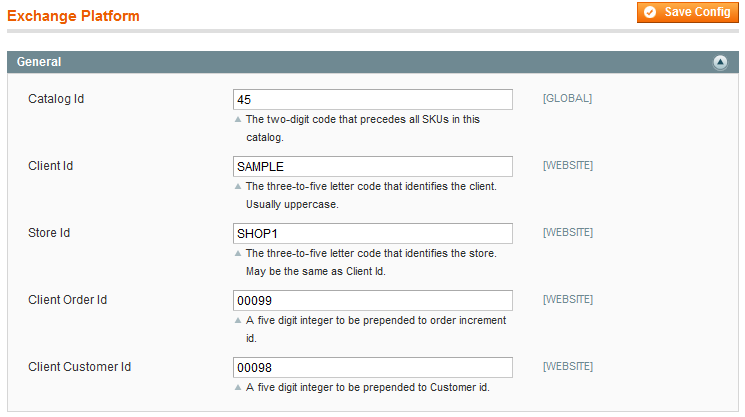 Exchange Platform
Save Config
General
Catalog Id 45 [GLOBAL]
The two-digit code that precedes all SKUs in this
catalog.
Client Id SAMPLE [WEBSITE]
The three-to-five letter code that identifies the client.
Usually uppercase.
Store Id SHOP1 [WEBSITE]
The three-to-five letter code that identifies the store.
May be the same as Client Id.
Client Order Id 00099 [WEBSITE]
A five digit integer to be prepended to order increment
id.
Client Customer Id 00098 [WEBSITE]
A five digit integer to be prepended to Customer id.